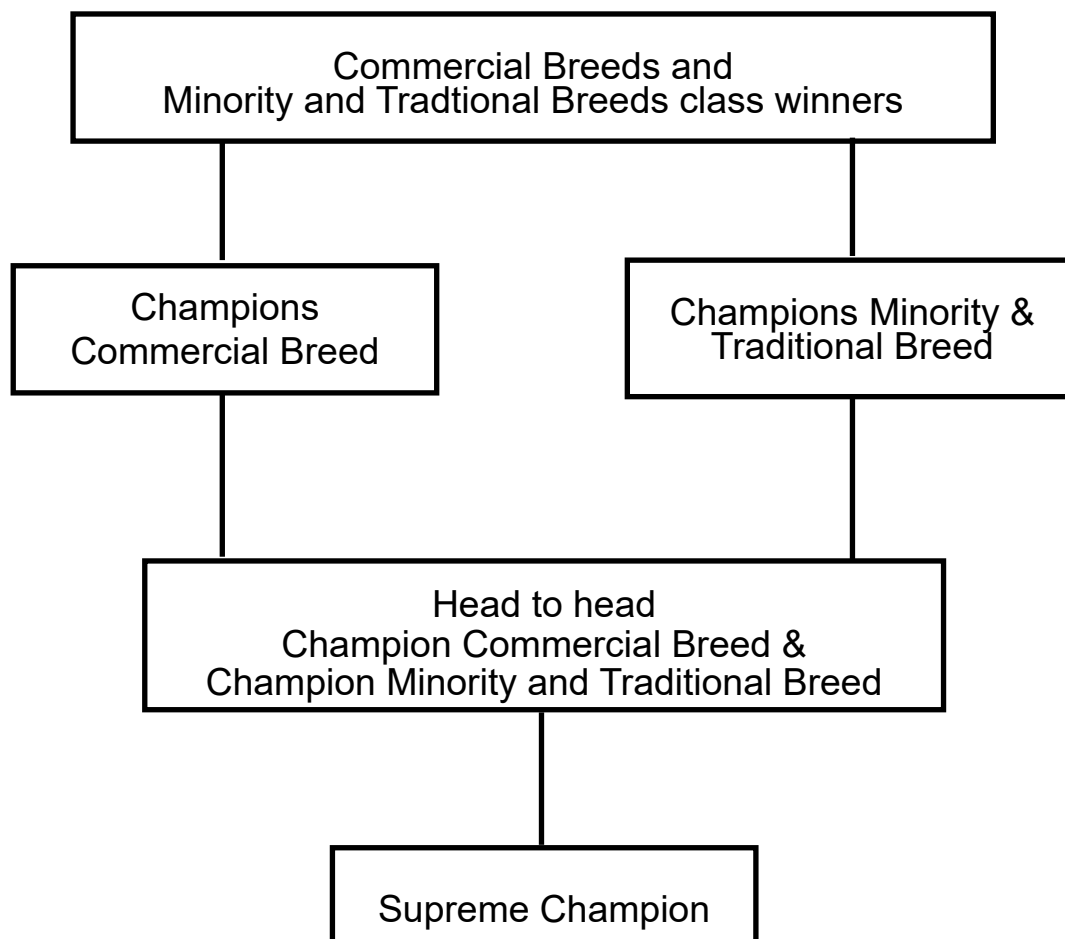 Commercial Breeds and
Minority and Tradtional Breeds class winners
Champions
Commercial Breed
Champions Minority &
Traditional Breed
Head to head
Champion Commercial Breed &
Champion Minority and Traditional Breed
Supreme Champion